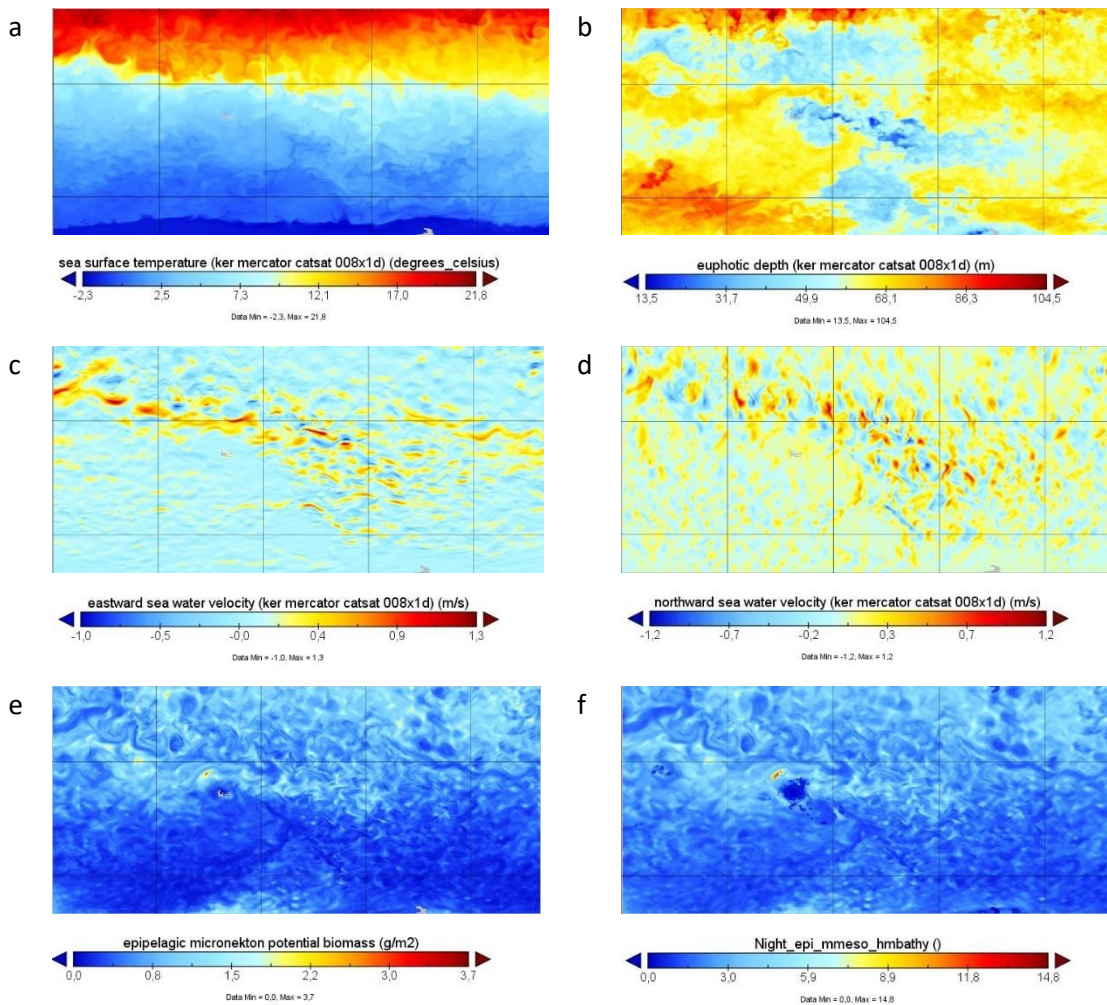 a
b
sea surface temperature (ker mercator catsat 008x1d) (degrees_celsius)
-2,3 2,5 7,3 12,1 17,0 21,8
Data Min = -2,3, Max = 21,8
euphotic depth (ker mercator catsat 008x1d) (m)
13,5 31,7 49,9 68,1 86,3 104,5
Data Min = 13,5, Max = 104,5
c
d
eastward sea water velocity (ker mercator catsat 008x1d) (m/s)
-1,0 -0,5 -0,0 0,4 0,9 1,3
Data Min = -1,0, Max = 1,3
northward sea water velocity (ker mercator catsat 008x1d) (m/s)
-1,2 -0,7 -0,2 0,3 0,7 1,2
Data Min = -1,2, Max = 1,2
e
f
epipelagic micronekton potential biomass (g/m2)
0,0 0,8 1,5 2,2 3,0 3,7
Data Min = 0,0, Max = 3,7
Night_epi_mmeso_hmbathy ()
0,0 3,0 5,9 8,9 11,8 14,8
Data Min = 0,0, Max = 14,8